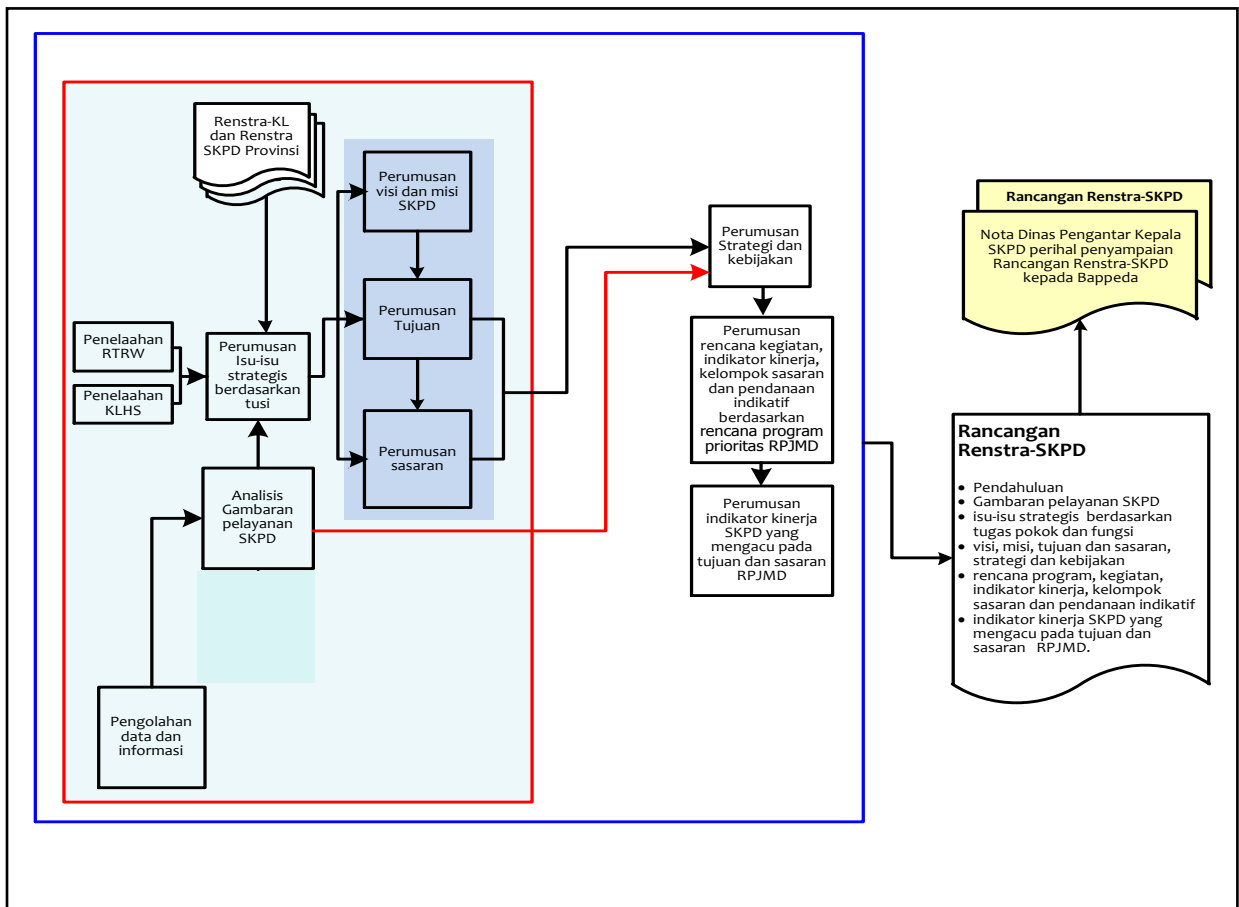 Renstra-KL
dan Renstra
SKPD Provinsi
Perumusan
visi dan misi
SKPD
Perumusan
Tujuan
Perumusan
sasaran
Penelaahan
RTRW
Penelaahan
KLHS
Perumusan
Isu-isu
strategis
berdasarkan
tusi
Analisis
Gambaran
pelayanan
SKPD
Pengolahan
data dan
informasi
Perumusan
Strategi dan
kebijakan
Perumusan
rencana kegiatan,
indikator kinerja,
kelompok sasaran
dan pendanaan
indikatif
berdasarkan
rencana program
prioritas RPJMD
Perumusan
indikator kinerja
SKPD yang
mengacu pada
tujuan dan sasaran
RPJMD
Rancangan Renstra-SKPD
Nota Dinas Pengantar Kepala
SKPD perihal penyampaian
Rancangan Renstra-SKPD
kepada Bappeda
Rancangan
Renstra-SKPD
• Pendahuluan
• Gambaran pelayanan SKPD
• isu-isu strategis berdasarkan
tugas pokok dan fungsi
• visi, misi, tujuan dan sasaran,
strategi dan kebijakan
• rencana program, kegiatan,
indikator kinerja, kelompok
sasaran dan pendanaan indikatif
• indikator kinerja SKPD yang
mengacu pada tujuan dan
sasaran RPJMD.